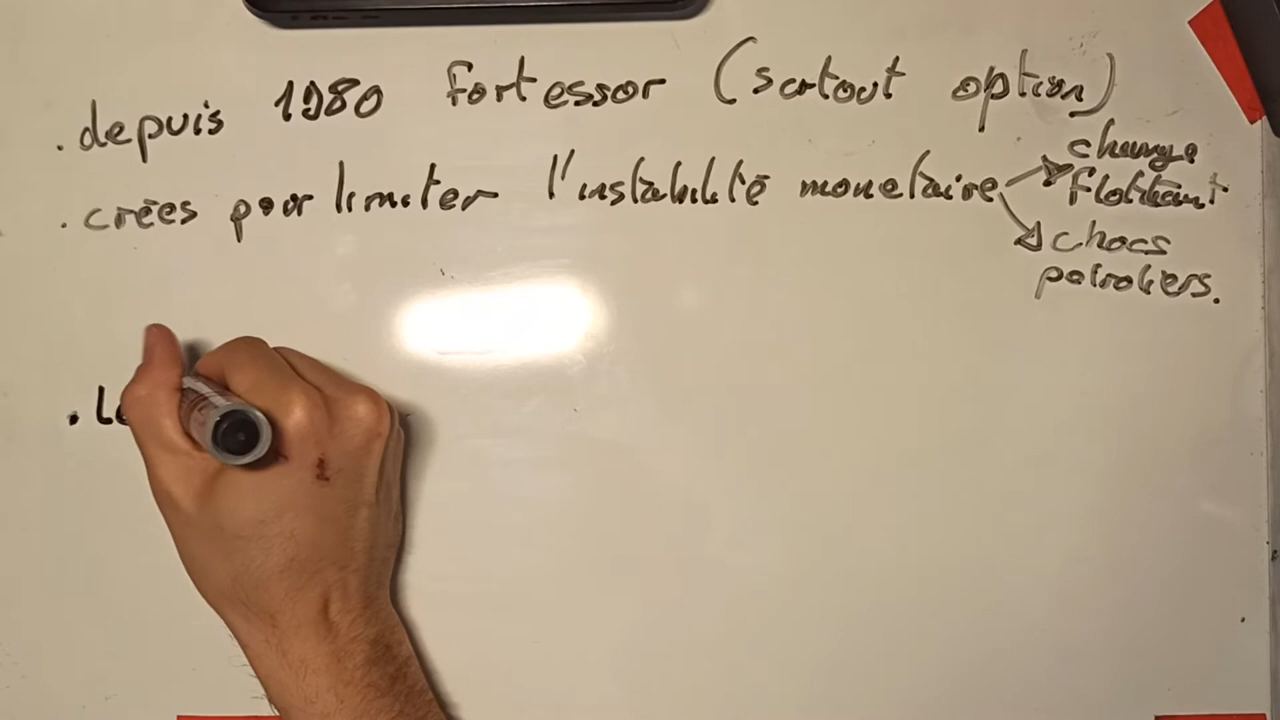 . depuis 1980 fort essor (surtout option)
. crées pour limiter l'instabilité monetaire
change
flottant
chocs
petroliers.
. Le